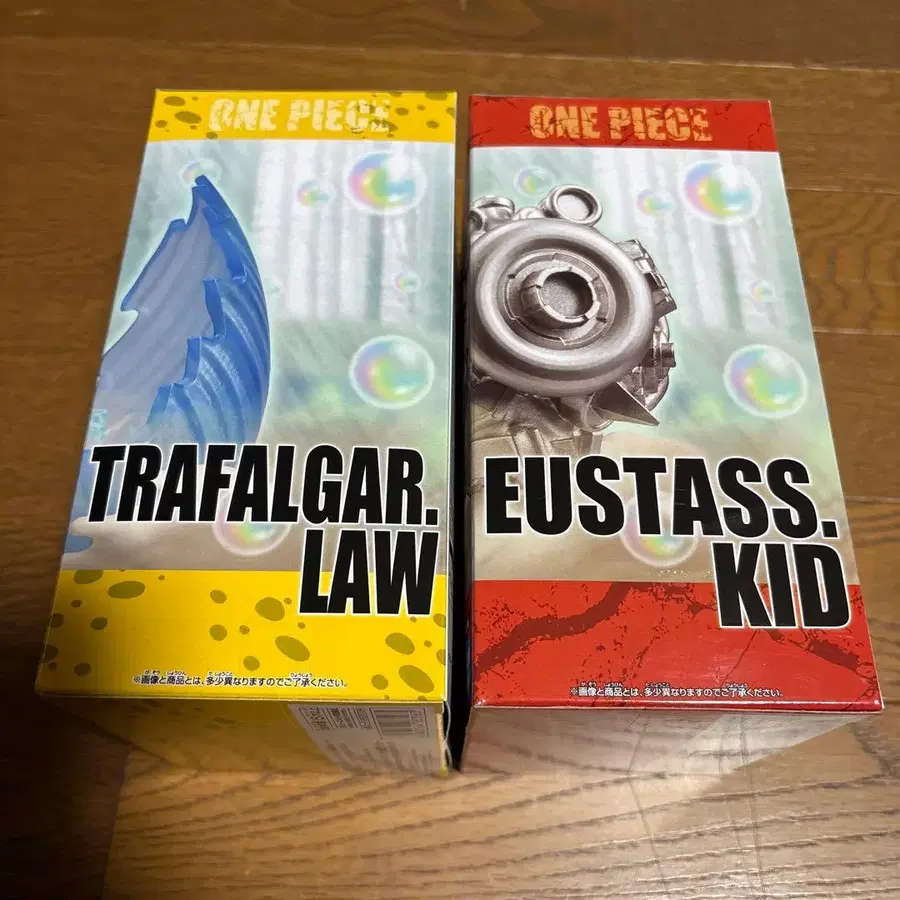 ONE PIECE
TRAFALGAR.
LAW
※画像と商品とは、多少異なりますのでご了承ください。
ONE PIECE
EUSTASS.
KID
※画像と商品とは、多少異なりますのでご了承ください。